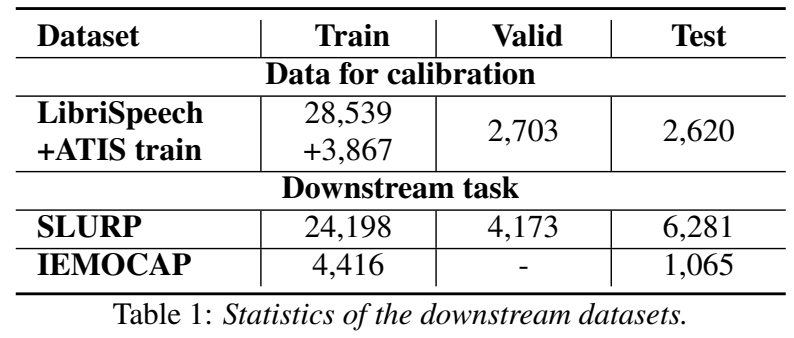 Dataset Train Valid Test
Data for calibration
LibriSpeech 28,539
2,703 2,620
+ATIS train +3,867
Downstream task
SLURP 24,198 4,173 6,281
IEMOCAP 4,416 - 1,065
Table 1: Statistics of the downstream datasets.